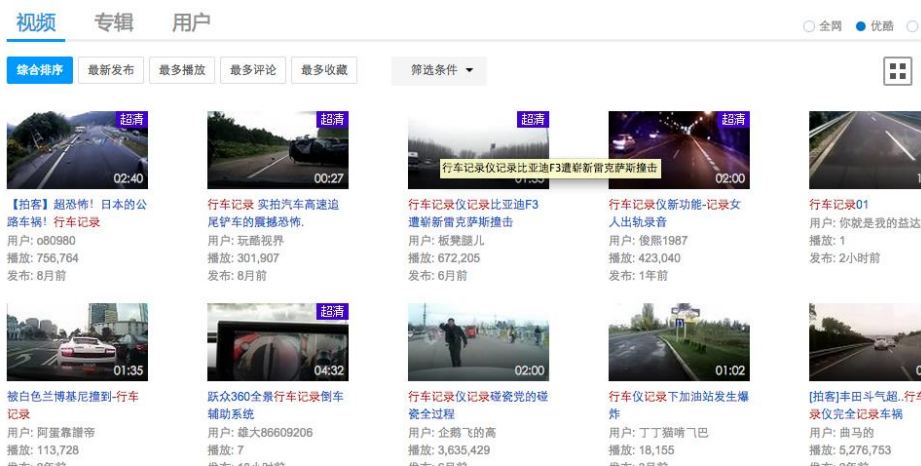 视频 专辑 用户
全网 优酷
综合排序 最新发布 最多播放 最多评论 最多收藏 筛选条件
超清 超清 超清 超清
行车记录仪记录比亚迪F3遭崭新雷克萨斯撞击
02:40 00:27 02:00
【拍客】超恐怖！日本的公
路车祸！行车记录
用户: o80980
播放: 756,764
发布: 8月前
行车记录 实拍汽车高速追
尾铲车的震撼恐怖.
用户: 玩酷视界
播放: 301,907
发布: 8月前
行车记录仪记录比亚迪F3
遭崭新雷克萨斯撞击
用户: 板凳腿儿
播放: 672,205
发布: 6月前
行车记录仪新功能-记录女
人出轨录音
用户: 俊熙1987
播放: 423,040
发布: 1年前
行车记录01
用户: 你就是我的益达
播放: 1
发布: 2小时前
超清
01:35 04:32 02:00 01:02
被白色兰博基尼撞到-行车
记录
用户: 阿蛋靠譜帝
播放: 113,728
跃众360全景行车记录倒车
辅助系统
用户: 雄大86609206
播放: 7
行车记录仪记录碰瓷党的碰
瓷全过程
用户: 企鹅飞的高
播放: 3,635,429
行车仪记录下加油站发生爆
炸
用户: 丁丁猫啃乛巴
播放: 18,155
[拍客]丰田斗气超..行车
录仪完全记录车祸
用户: 曲马的
播放: 5,276,753